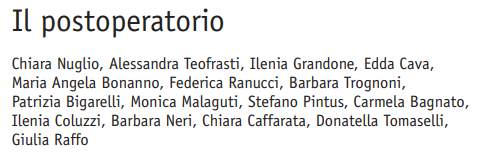 Il postoperatorio
Chiara Nuglio, Alessandra Teofrasti, Ilenia Grandone, Edda Cava,
Maria Angela Bonanno, Federica Ranucci, Barbara Trognoni,
Patrizia Bigarelli, Monica Malaguti, Stefano Pintus, Carmela Bagnato,
Ilenia Coluzzi, Barbara Neri, Chiara Caffarata, Donatella Tomaselli,
Giulia Raffo